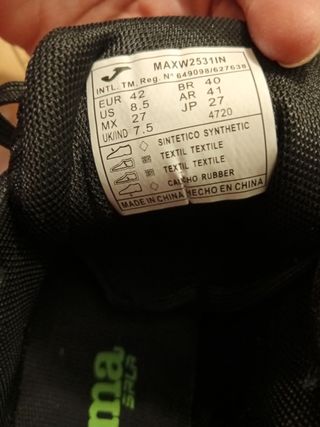 MAXW2531IN
INTL. TM. Reg. Nº 649098/627638
EUR 42 BR 40
US 8.5 AR 41
MX 27 JP 27
UK/IND 7.5 4720
SINTETICO SYNTHETIC
TEXTIL TEXTILE
TEXTIL TEXTILE
CAUCHO RUBBER
MADE IN CHINA HECHO EN CHINA
ma